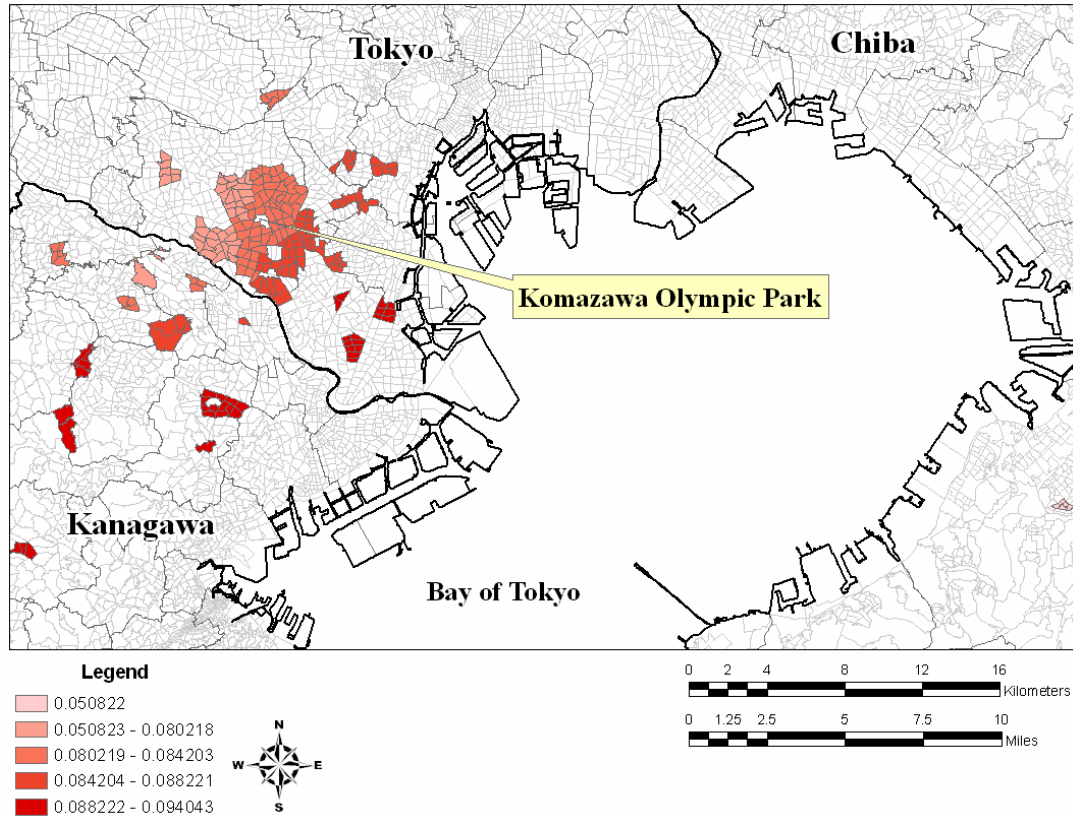 Tokyo
Chiba
Komazawa Olympic Park
Kanagawa
Bay of Tokyo
Legend
0.050822
0.050823 - 0.080218
0.080219 - 0.084203
0.084204 - 0.088221
0.088222 - 0.094043
N
W E
S
0 2 4 8 12 16
Kilometers
0 1.25 2.5 5 7.5 10
Miles